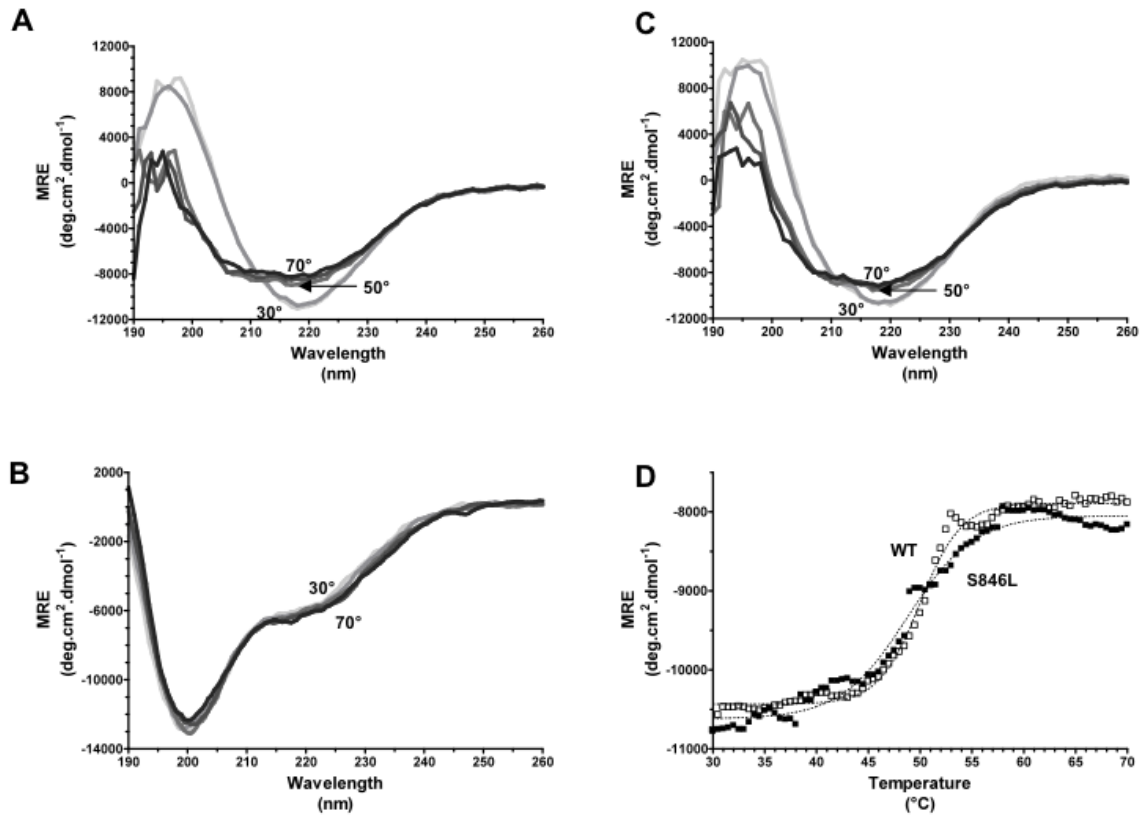 A
12000
8000
4000
0
-4000
-8000
-12000
MRE
(deg.cm².dmol⁻¹)
70°
50°
30°
190 200 210 220 230 240 250 260
Wavelength
(nm)
C
12000
8000
4000
0
-4000
-8000
-12000
MRE
(deg.cm².dmol⁻¹)
70°
50°
30°
190 200 210 220 230 240 250 260
Wavelength
(nm)
B
2000
-2000
-6000
-10000
-14000
MRE
(deg.cm².dmol⁻¹)
30°
70°
190 200 210 220 230 240 250 260
Wavelength
(nm)
D
-8000
-9000
-10000
-11000
MRE
(deg.cm².dmol⁻¹)
WT
S846L
30 35 40 45 50 55 60 65 70
Temperature
(°C)